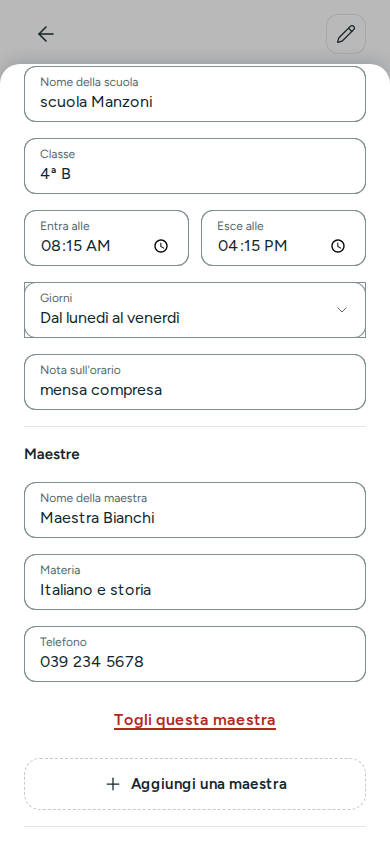 Nome della scuola
scuola Manzoni
Classe
4ª B
Entra alle
08:15 AM
Esce alle
04:15 PM
Giorni
Dal lunedì al venerdì
Nota sull'orario
mensa compresa
Maestre
Nome della maestra
Maestra Bianchi
Materia
Italiano e storia
Telefono
039 234 5678
Togli questa maestra
Aggiungi una maestra